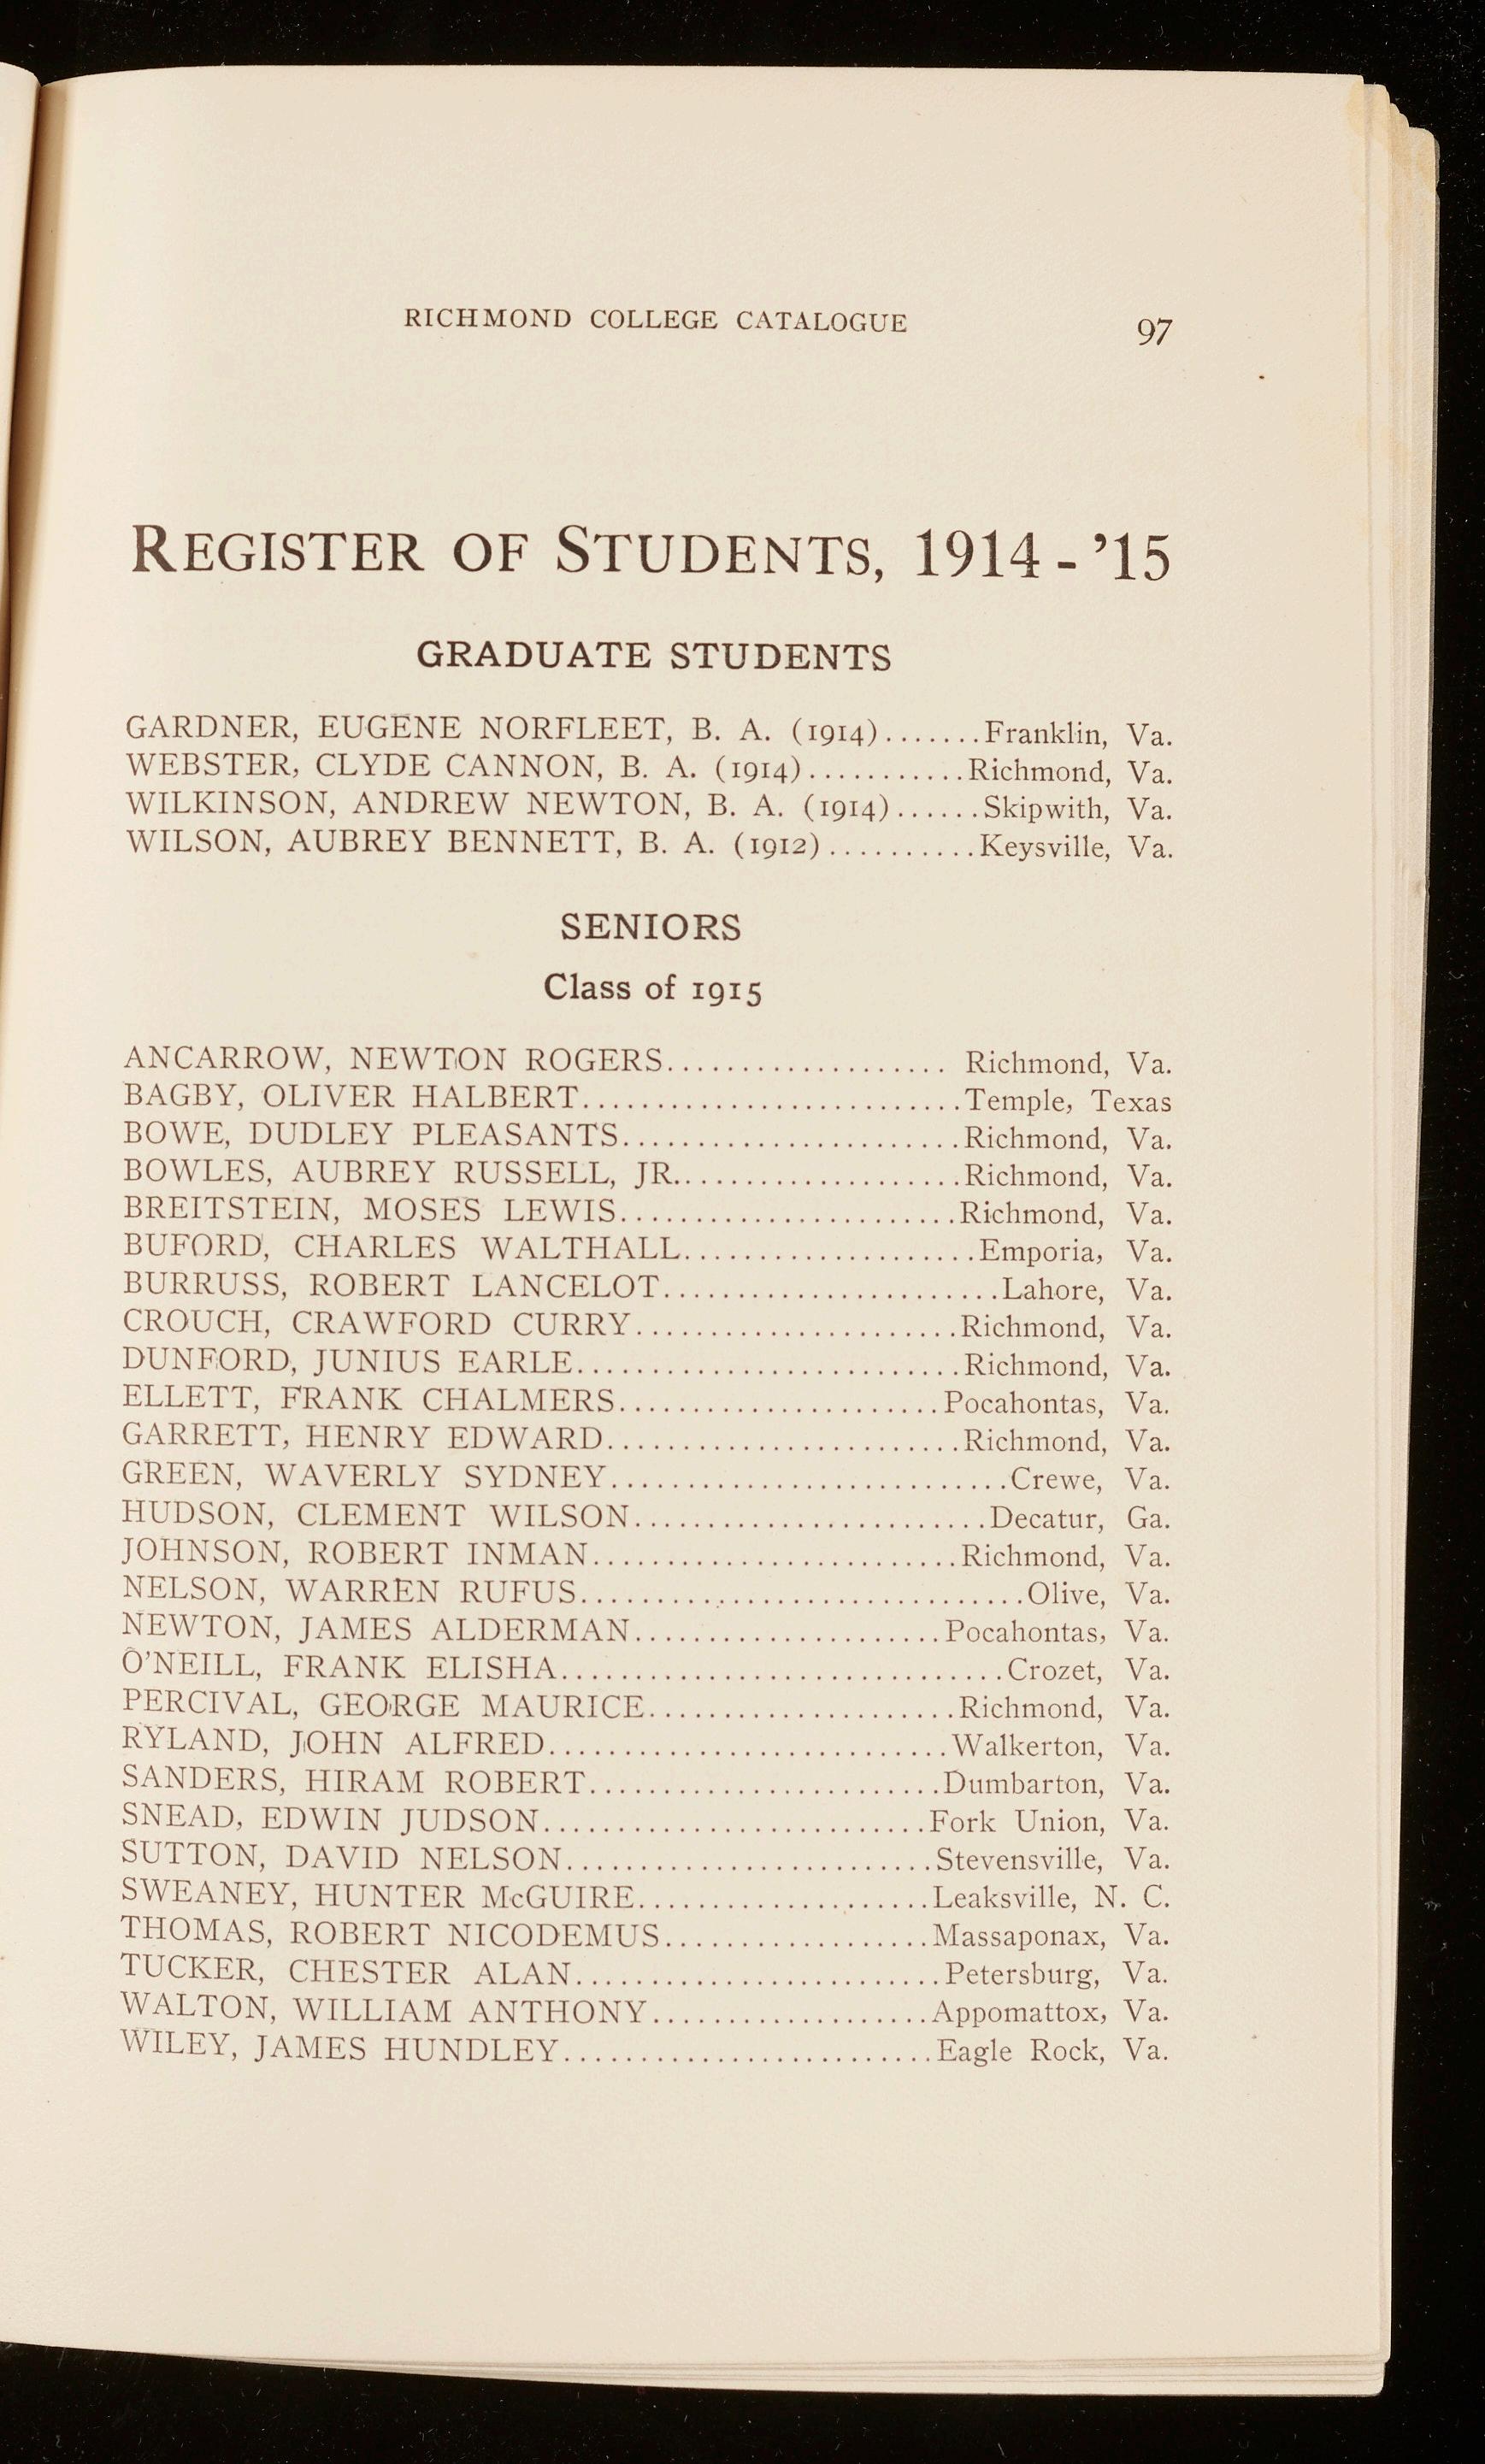 RICHMOND COLLEGE CATALOGUE 97
REGISTER OF STUDENTS, 1914-'15
GRADUATE STUDENTS
GARDNER, EUGENE NORFLEET, B. A. (1914).......Franklin, Va.
WEBSTER, CLYDE CANNON, B. A. (1914)...........Richmond, Va.
WILKINSON, ANDREW NEWTON, B. A. (1914)......Skipwith, Va.
WILSON, AUBREY BENNETT, B. A. (1912)..........Keysville, Va.
SENIORS
Class of 1915
ANCARROW, NEWTON ROGERS................... Richmond, Va.
BAGBY, OLIVER HALBERT..........................Temple, Texas
BOWE, DUDLEY PLEASANTS.......................Richmond, Va.
BOWLES, AUBREY RUSSELL, JR....................Richmond, Va.
BREITSTEIN, MOSES LEWIS.......................Richmond, Va.
BUFORD, CHARLES WALTHALL....................Emporia, Va.
BURRUSS, ROBERT LANCELOT.......................Lahore, Va.
CROUCH, CRAWFORD CURRY......................Richmond, Va.
DUNFORD, JUNIUS EARLE..........................Richmond, Va.
ELLETT, FRANK CHALMERS......................Pocahontas, Va.
GARRETT, HENRY EDWARD........................Richmond, Va.
GREEN, WAVERLY SYDNEY...........................Crewe, Va.
HUDSON, CLEMENT WILSON........................Decatur, Ga.
JOHNSON, ROBERT INMAN.........................Richmond, Va.
NELSON, WARREN RUFUS..............................Olive, Va.
NEWTON, JAMES ALDERMAN.....................Pocahontas, Va.
O'NEILL, FRANK ELISHA..............................Crozet, Va.
PERCIVAL, GEORGE MAURICE.....................Richmond, Va.
RYLAND, JOHN ALFRED...........................Walkerton, Va.
SANDERS, HIRAM ROBERT........................Dumbarton, Va.
SNEAD, EDWIN JUDSON..........................Fork Union, Va.
SUTTON, DAVID NELSON.........................Stevensville, Va.
SWEANEY, HUNTER McGUIRE....................Leaksville, N. C.
THOMAS, ROBERT NICODEMUS..................Massaponax, Va.
TUCKER, CHESTER ALAN.........................Petersburg, Va.
WALTON, WILLIAM ANTHONY...................Appomattox, Va.
WILEY, JAMES HUNDLEY.........................Eagle Rock, Va.